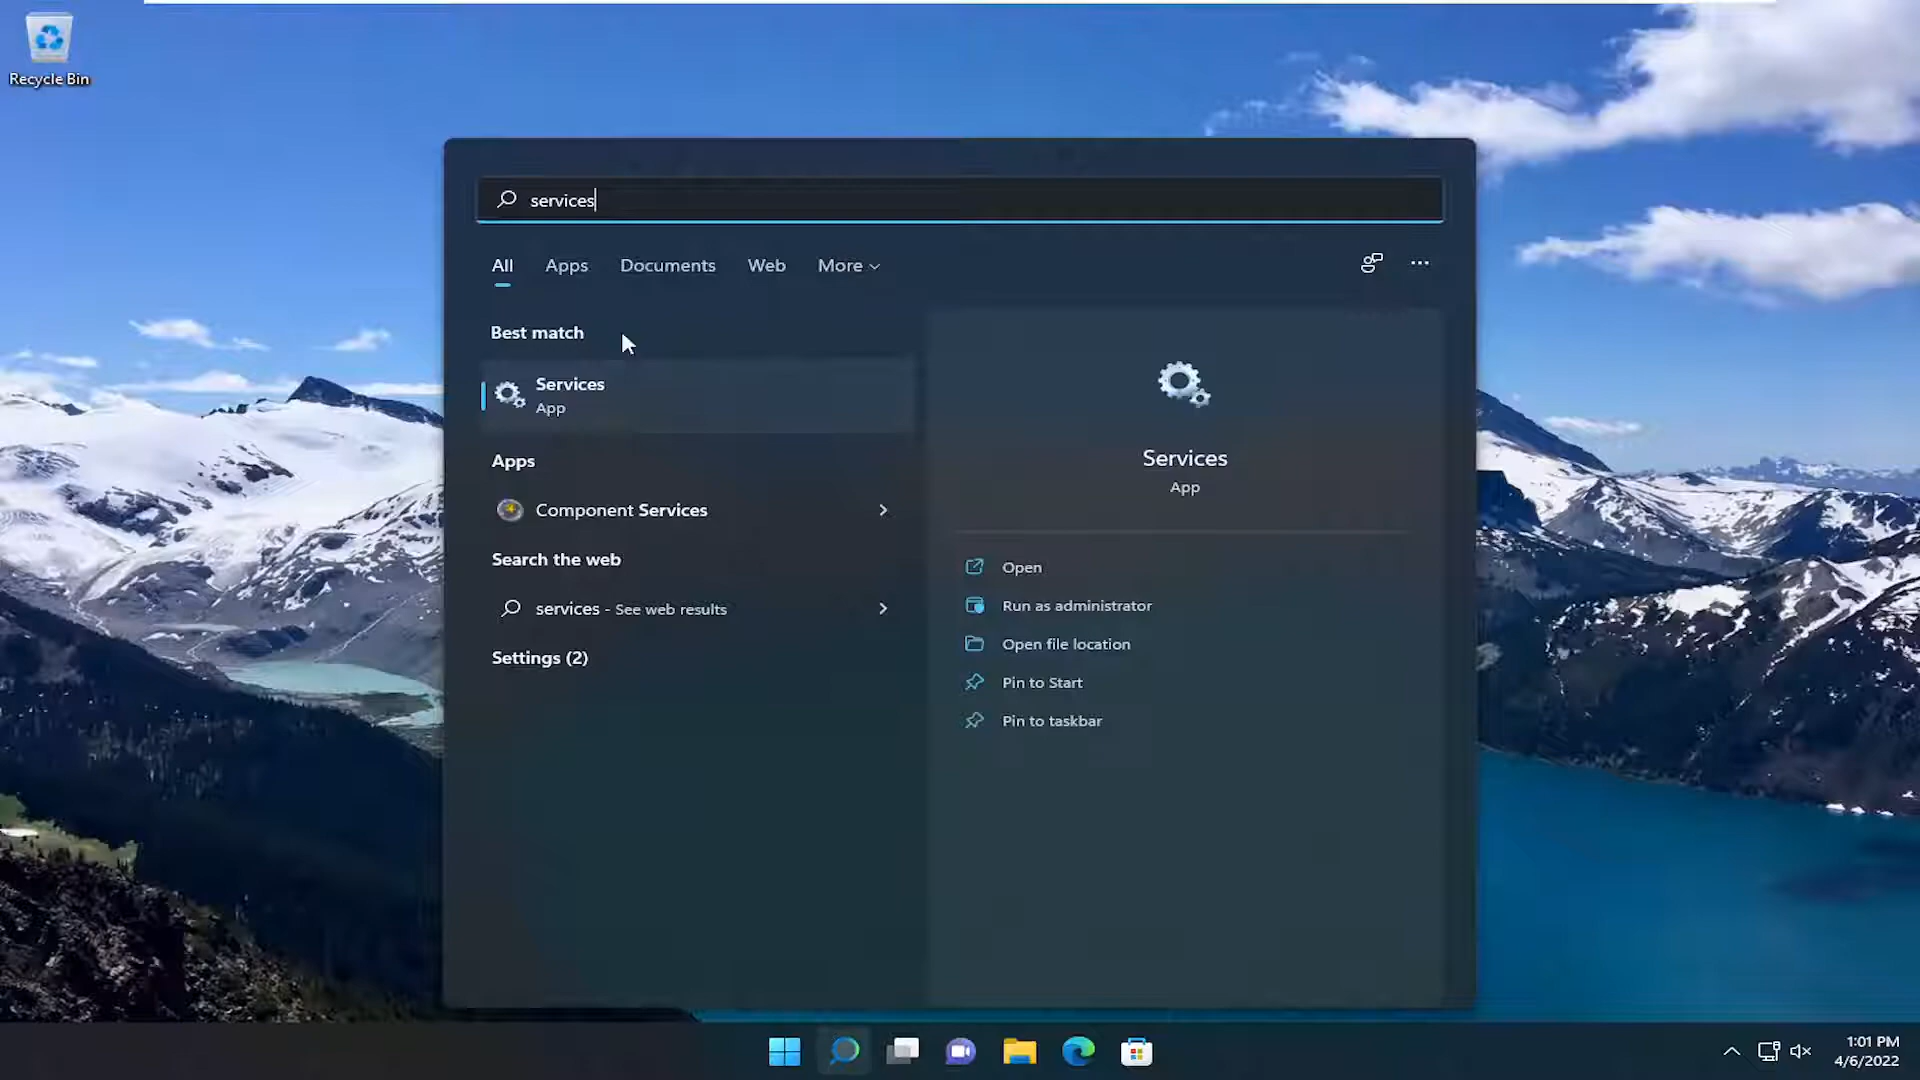 Recycle Bin
services
All Apps Documents Web More
Best match
Services
App
Apps
Component Services
Search the web
services - See web results
Settings (2)
Services
App
Open
Run as administrator
Open file location
Pin to Start
Pin to taskbar
1:01 PM
4/6/2022